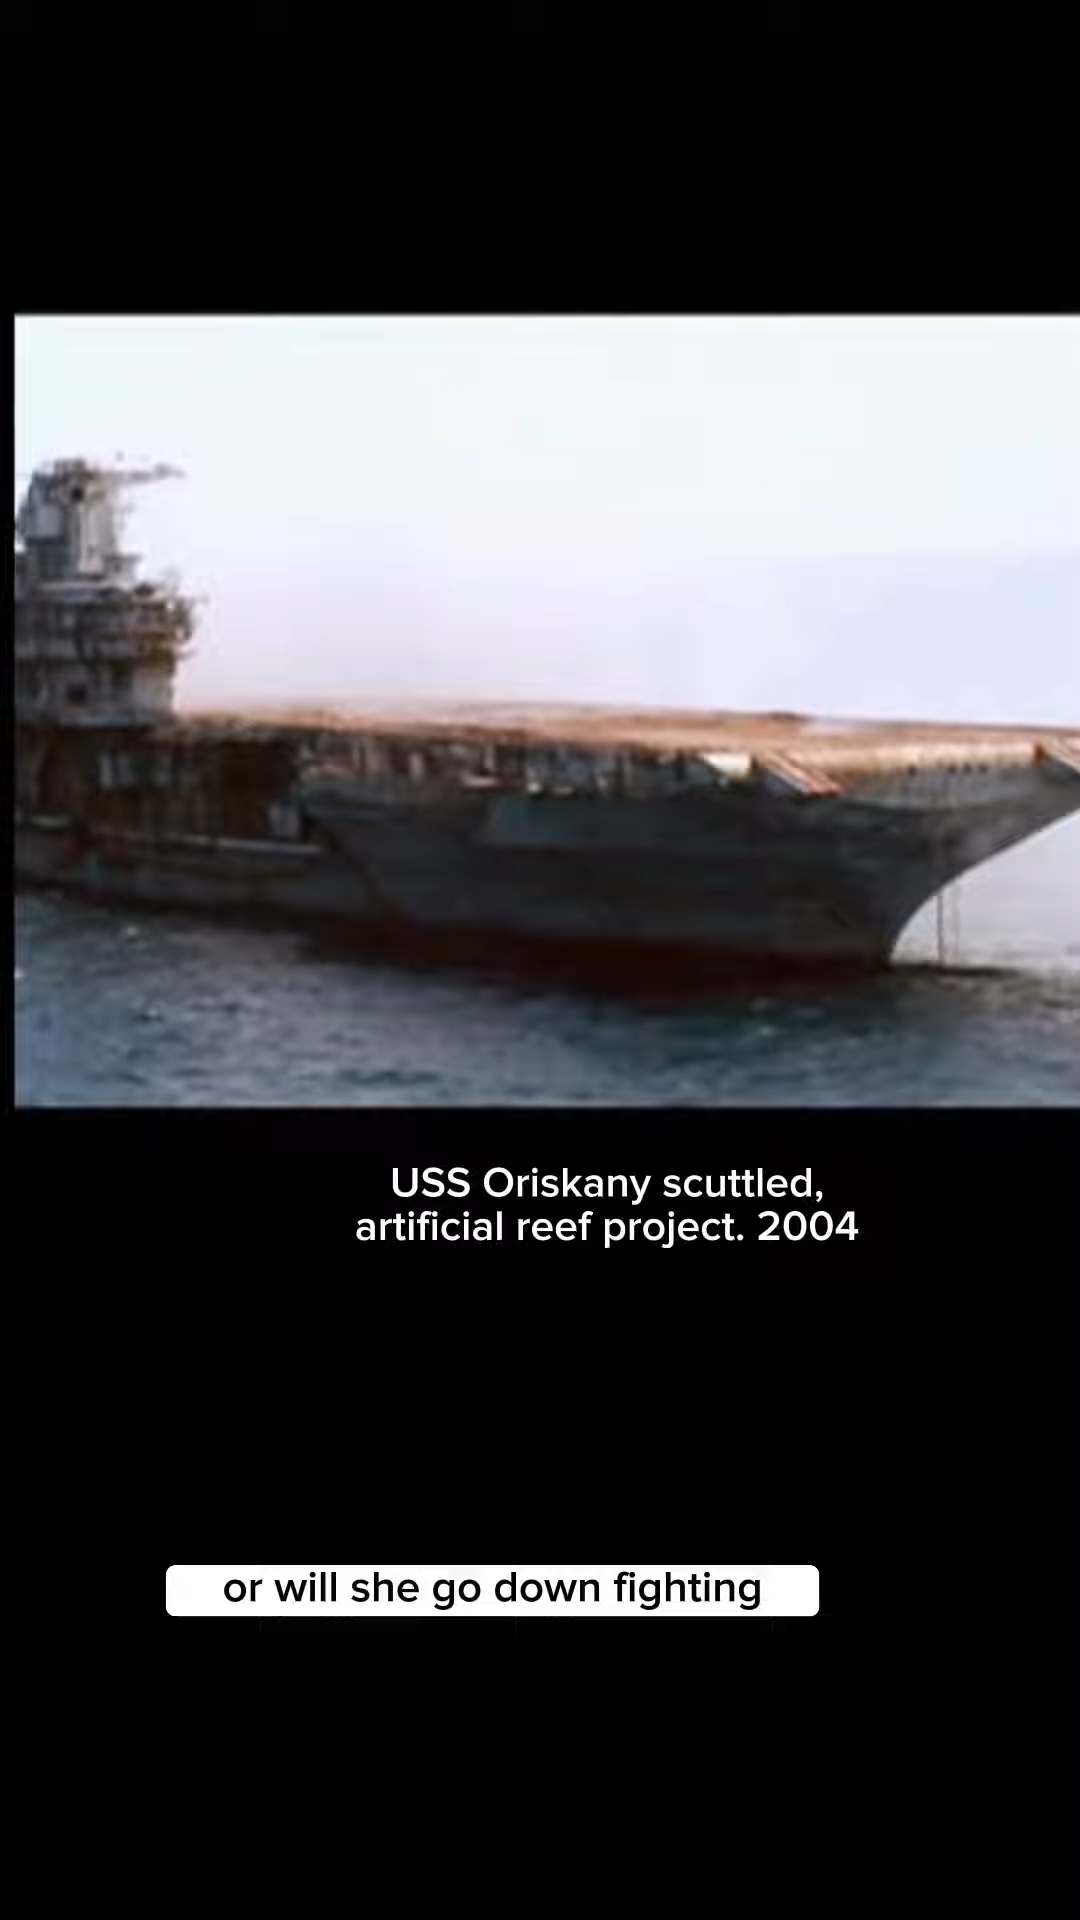 USS Oriskany scuttled,
artificial reef project. 2004
or will she go down fighting